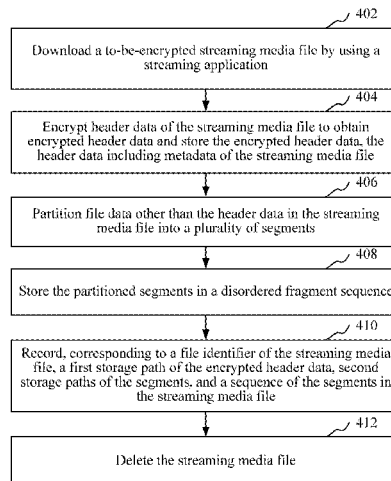 402
Download a to-be-encrypted streaming media file by using a
streaming application
404
Encrypt header data of the streaming media file to obtain
encrypted header data and store the encrypted header data, the
header data including metadata of the streaming media file
406
Partition file data other than the header data in the streaming
media file into a plurality of segments
408
Store the partitioned segments in a disordered fragment sequence
410
Record, corresponding to a file identifier of the streaming media
file, a first storage path of the encrypted header data, second
storage paths of the segments, and a sequence of the segments in
the streaming media file
412
Delete the streaming media file